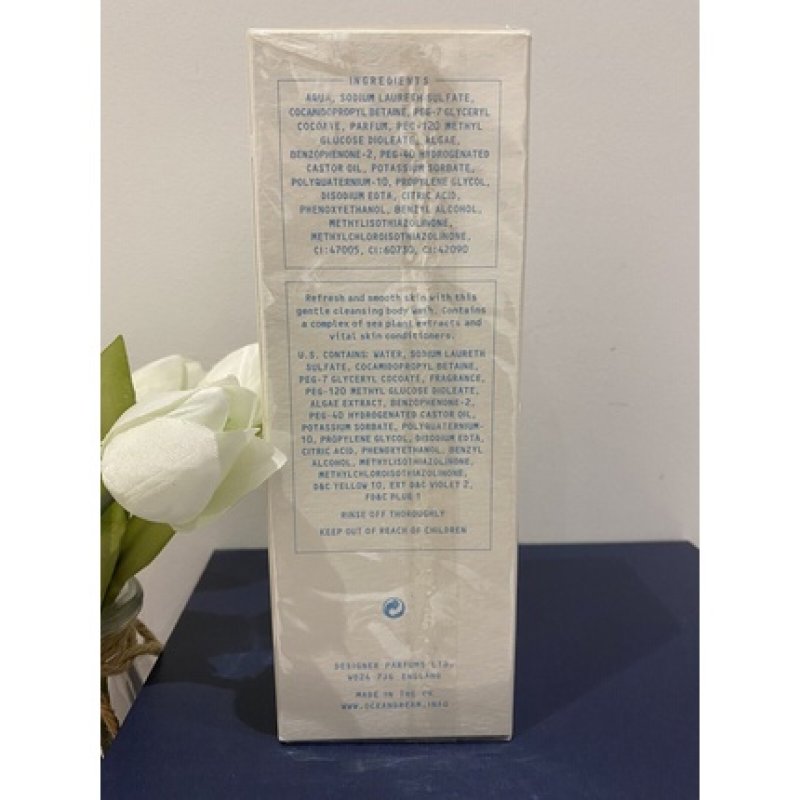 INGREDIENTS
AQUA, SODIUM LAURETH SULFATE,
COCAMIDOPROPYL BETAINE, PEG-7 GLYCERYL
COCOATE, PARFUM, PEG-120 METHYL
GLUCOSE DIOLEATE, ALGAE,
BENZOPHENONE-2, PEG-40 HYDROGENATED
CASTOR OIL, POTASSIUM SORBATE,
POLYQUATERNIUM-10, PROPYLENE GLYCOL,
DISODIUM EDTA, CITRIC ACID,
PHENOXYETHANOL, BENZYL ALCOHOL,
METHYLISOTHIAZOLINONE,
METHYLCHLOROISOTHIAZOLINONE,
CI:47005, CI:60730, CI:42090
Refresh and smooth skin with this
gentle cleansing body wash. Contains
a complex of sea plant extracts and
vital skin conditioners.
U.S. CONTAINS: WATER, SODIUM LAURETH
SULFATE, COCAMIDOPROPYL BETAINE,
PEG-7 GLYCERYL COCOATE, FRAGRANCE,
PEG-120 METHYL GLUCOSE DIOLEATE,
ALGAE EXTRACT, BENZOPHENONE-2,
PEG-40 HYDROGENATED CASTOR OIL,
POTASSIUM SORBATE, POLYQUATERNIUM-
10, PROPYLENE GLYCOL, DISODIUM EDTA,
CITRIC ACID, PHENOXYETHANOL, BENZYL
ALCOHOL, METHYLISOTHIAZOLINONE,
METHYLCHLOROISOTHIAZOLINONE,
D&C YELLOW 10, EXT D&C VIOLET 2,
FD&C BLUE 1
RINSE OFF THOROUGHLY
KEEP OUT OF REACH OF CHILDREN
DESIGNER PARFUMS LTD,
WD24 7JG ENGLAND
MADE IN THE UK
WWW.OCEANDREAM.INFO